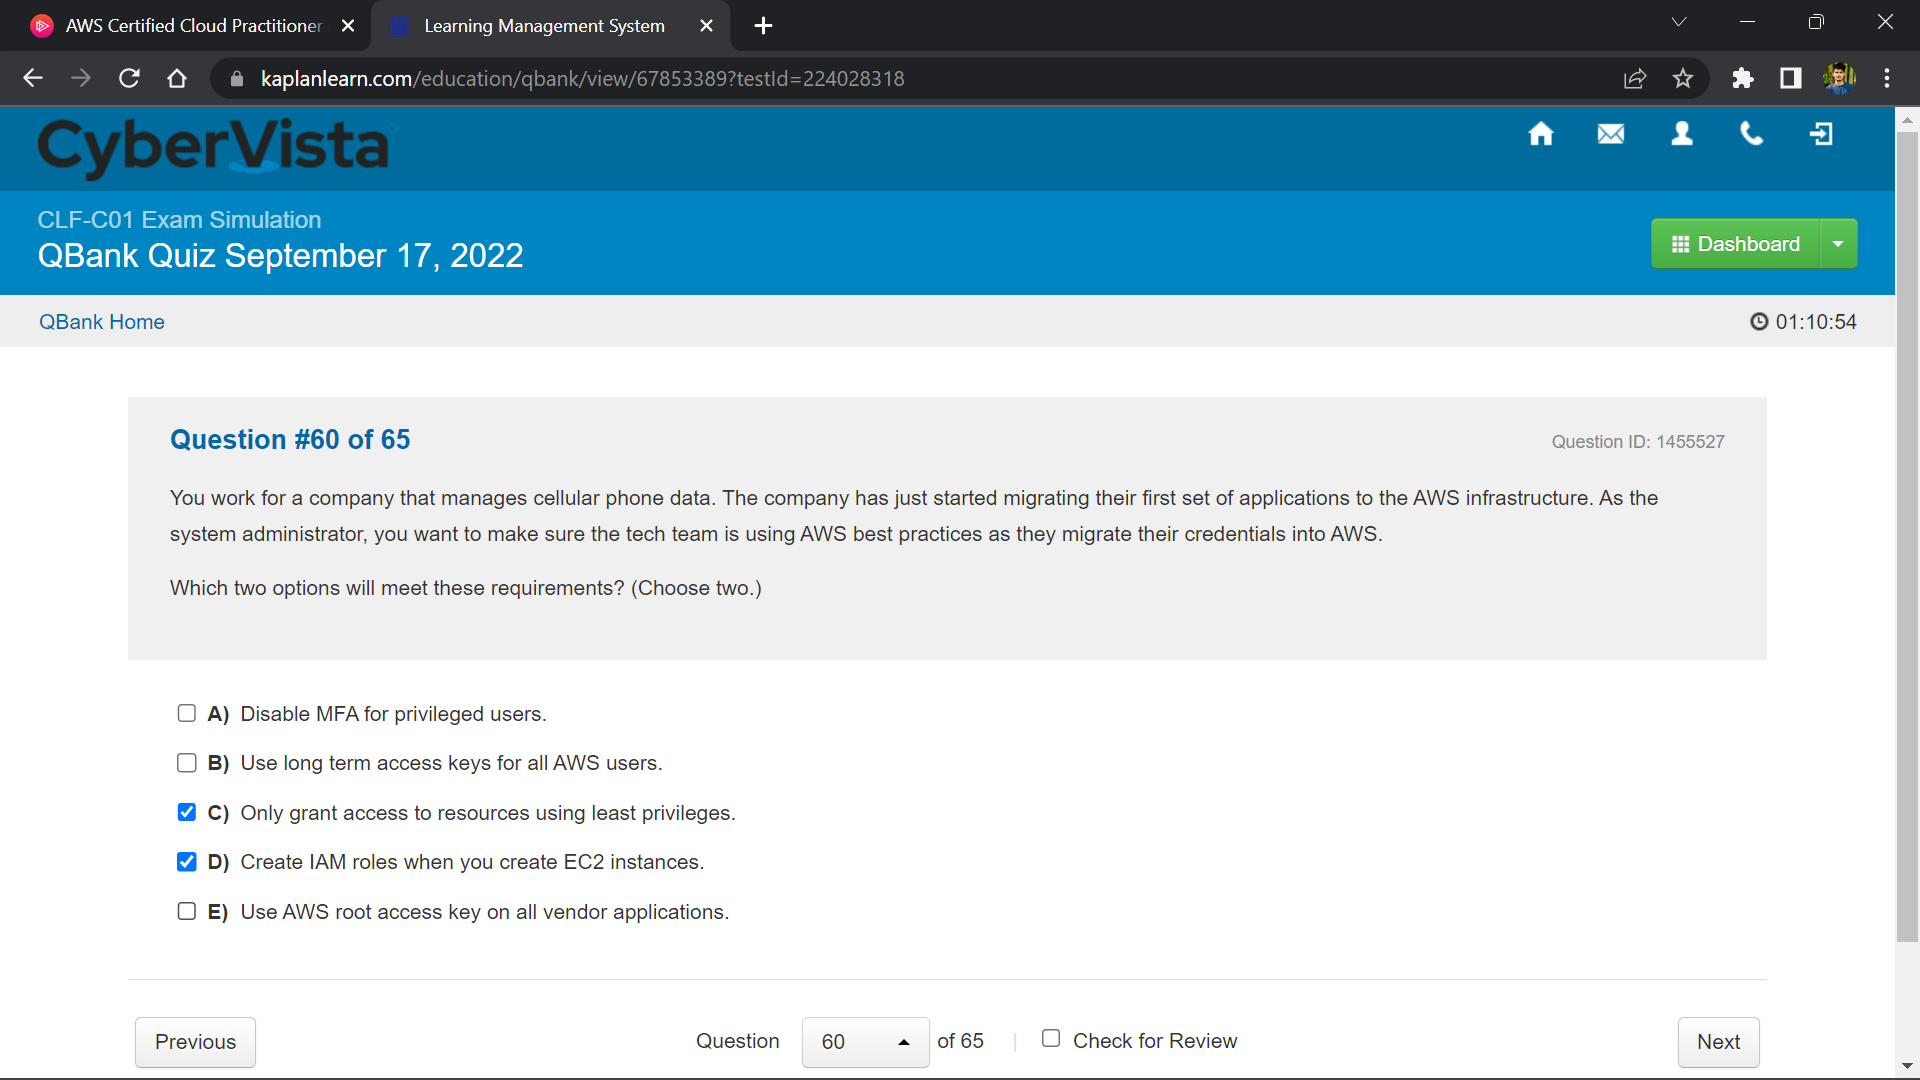 AWS Certified Cloud Practitioner
Learning Management System
kaplanlearn.com/education/qbank/view/67853389?testId=224028318
CyberVista
CLF-C01 Exam Simulation
QBank Quiz September 17, 2022
Dashboard
QBank Home
01:10:54
Question #60 of 65
Question ID: 1455527
You work for a company that manages cellular phone data. The company has just started migrating their first set of applications to the AWS infrastructure. As the
system administrator, you want to make sure the tech team is using AWS best practices as they migrate their credentials into AWS.
Which two options will meet these requirements? (Choose two.)
A) Disable MFA for privileged users.
B) Use long term access keys for all AWS users.
C) Only grant access to resources using least privileges.
D) Create IAM roles when you create EC2 instances.
E) Use AWS root access key on all vendor applications.
Previous
Question 60 of 65 | Check for Review
Next